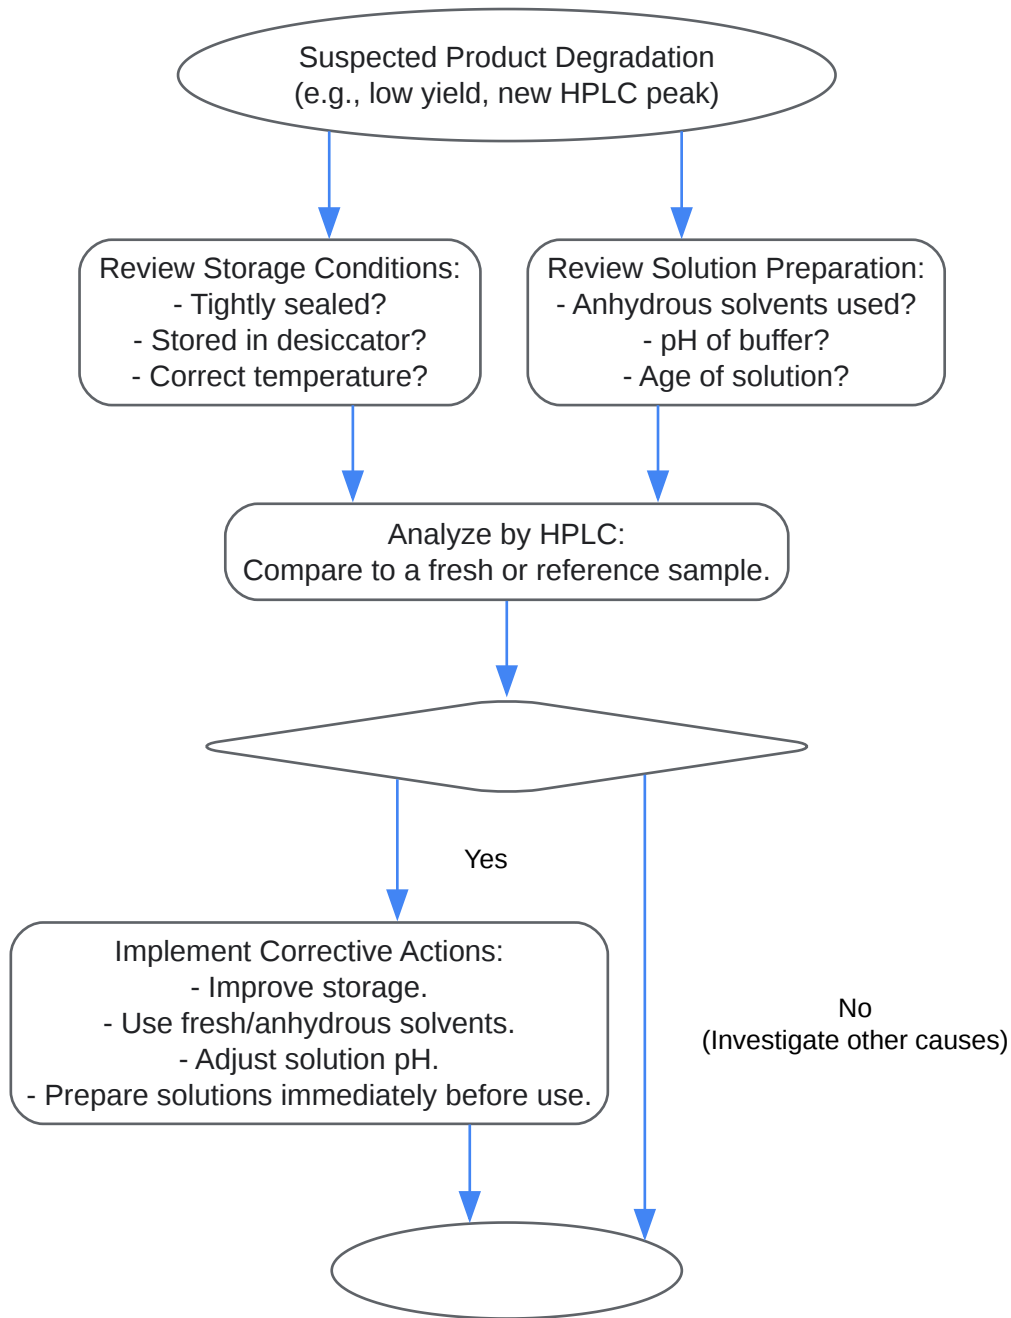 Suspected Product Degradation
(e.g., low yield, new HPLC peak)
Review Storage Conditions:
- Tightly sealed?
- Stored in desiccator?
- Correct temperature?
Review Solution Preparation:
- Anhydrous solvents used?
- pH of buffer?
- Age of solution?
Analyze by HPLC:
Compare to a fresh or reference sample.
Yes
Implement Corrective Actions:
- Improve storage.
- Use fresh/anhydrous solvents.
- Adjust solution pH.
- Prepare solutions immediately before use.
No
(Investigate other causes)